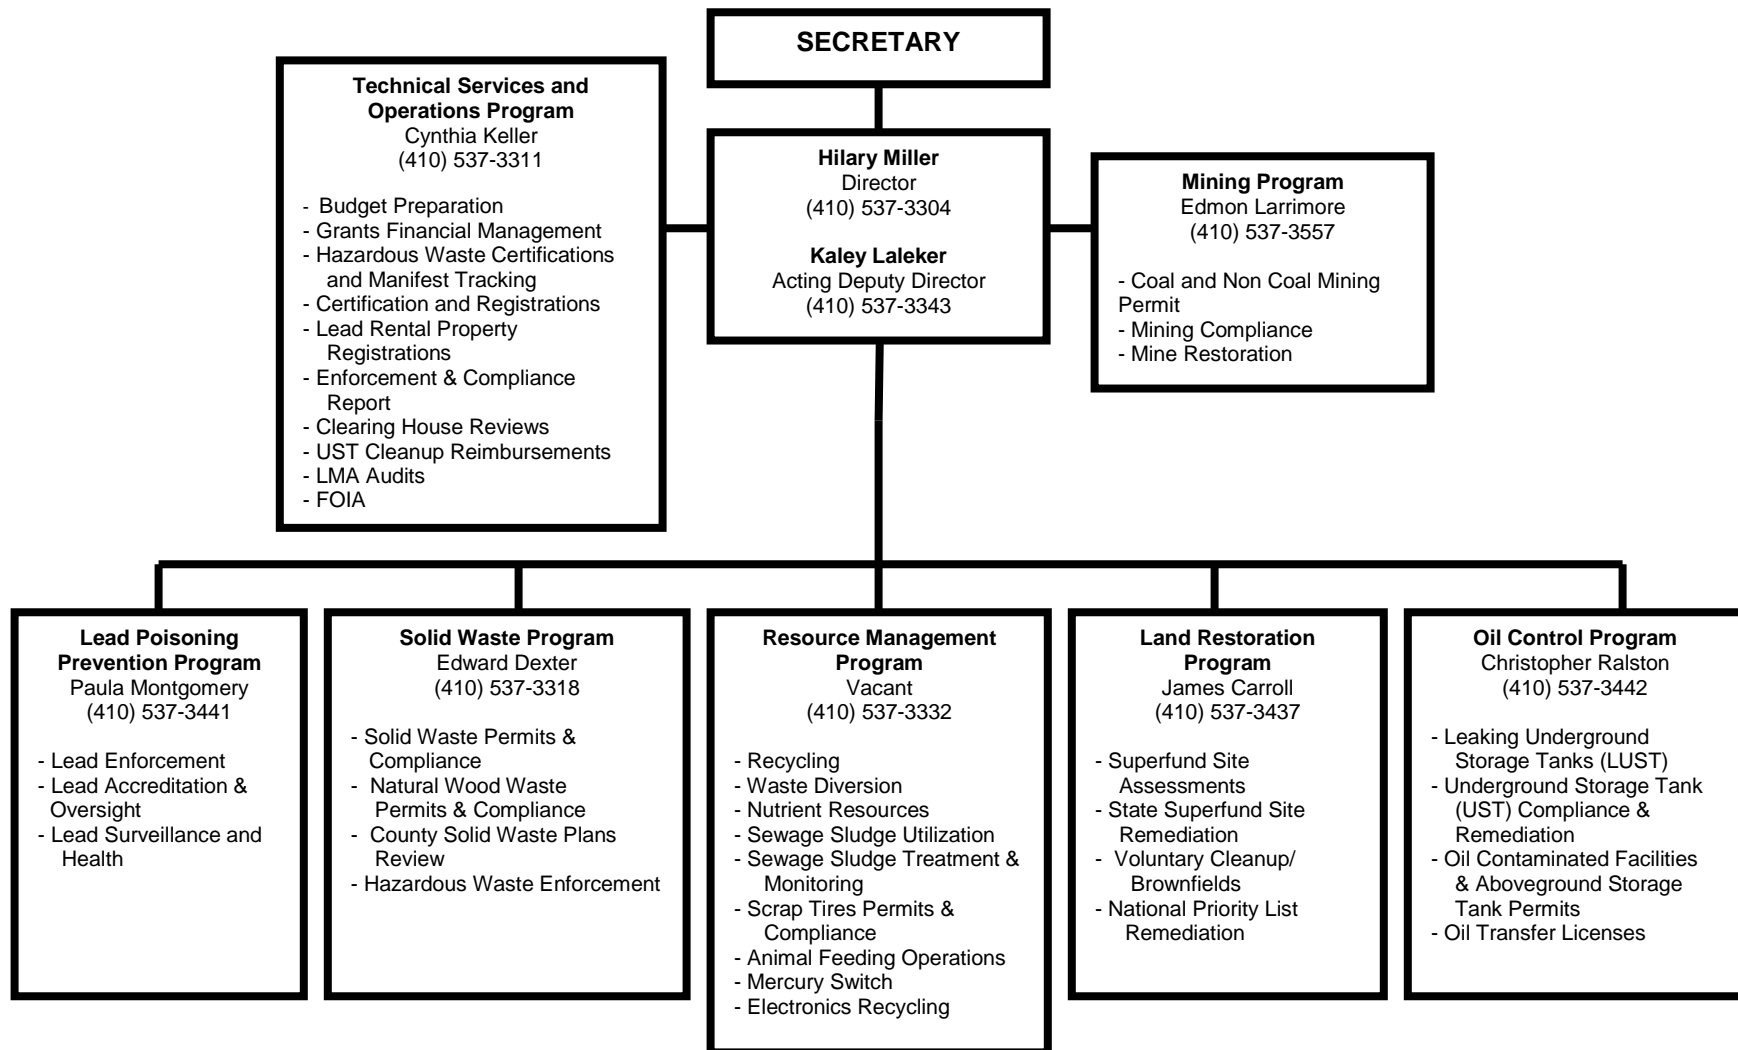 SECRETARY
Technical Services and
Operations Program
Cynthia Keller
(410) 537-3311
- Budget Preparation
- Grants Financial Management
- Hazardous Waste Certifications
and Manifest Tracking
- Certification and Registrations
- Lead Rental Property
Registrations
- Enforcement & Compliance
Report
- Clearing House Reviews
- UST Cleanup Reimbursements
- LMA Audits
- FOIA
Hilary Miller
Director
(410) 537-3304
Kaley Laleker
Acting Deputy Director
(410) 537-3343
Mining Program
Edmon Larrimore
(410) 537-3557
- Coal and Non Coal Mining
Permit
- Mining Compliance
- Mine Restoration
Lead Poisoning
Prevention Program
Paula Montgomery
(410) 537-3441
- Lead Enforcement
- Lead Accreditation &
Oversight
- Lead Surveillance and
Health
Solid Waste Program
Edward Dexter
(410) 537-3318
- Solid Waste Permits &
Compliance
- Natural Wood Waste
Permits & Compliance
- County Solid Waste Plans
Review
- Hazardous Waste Enforcement
Resource Management
Program
Vacant
(410) 537-3332
- Recycling
- Waste Diversion
- Nutrient Resources
- Sewage Sludge Utilization
- Sewage Sludge Treatment &
Monitoring
- Scrap Tires Permits &
Compliance
- Animal Feeding Operations
- Mercury Switch
- Electronics Recycling
Land Restoration
Program
James Carroll
(410) 537-3437
- Superfund Site
Assessments
- State Superfund Site
Remediation
- Voluntary Cleanup/
Brownfields
- National Priority List
Remediation
Oil Control Program
Christopher Ralston
(410) 537-3442
- Leaking Underground
Storage Tanks (LUST)
- Underground Storage Tank
(UST) Compliance &
Remediation
- Oil Contaminated Facilities
& Aboveground Storage
Tank Permits
- Oil Transfer Licenses